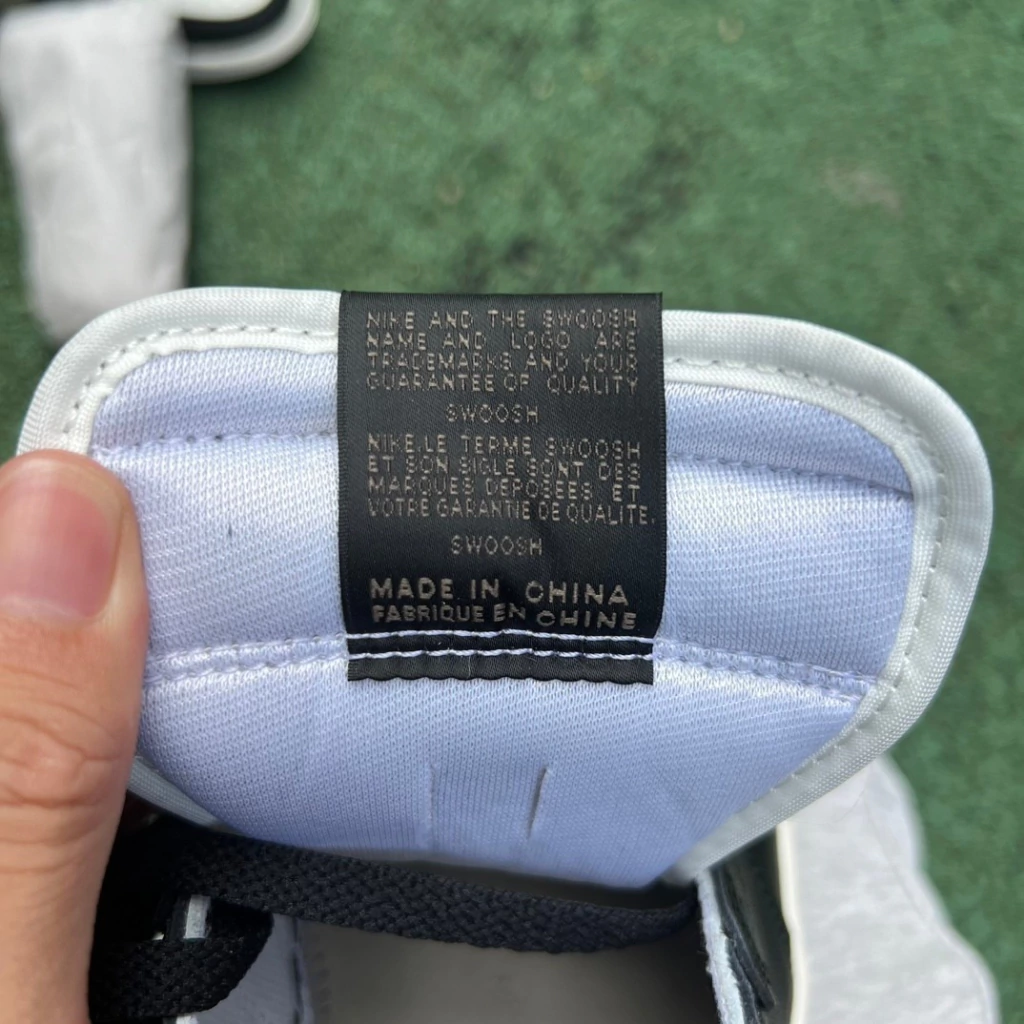 NIKE AND THE SWOOSH
NAME AND LOGO ARE
TRADEMARKS AND YOUR
GUARANTEE OF QUALITY
SWOOSH
NIKE.LE TERME SWOOSH
ET SON SIGLE SONT DES
MARQUES DEPOSEES ET
VOTRE GARANTIE DE QUALITE.
SWOOSH
MADE IN CHINA
FABRIQUE EN CHINE